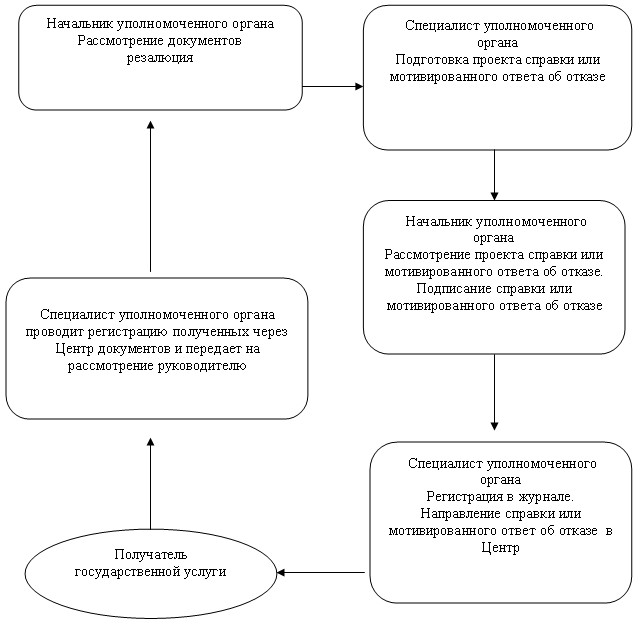 Начальник уполномоченного органа
Рассмотрение документов
резалюция
Специалист уполномоченного
органа
Подготовка проекта справки или
мотивированного ответа об отказе
Начальник уполномоченного
органа
Рассмотрение проекта справки или
мотивированного ответа об отказе.
Подписание справки или
мотивированного ответа об отказе
Специалист уполномоченного органа
проводит регистрацию полученных через
Центр документов и передает на
рассмотрение руководителю
Специалист уполномоченного
органа
Регистрация в журнале.
Направление справки или
мотивированного ответ об отказе в
Центр
Получатель
государственной услуги